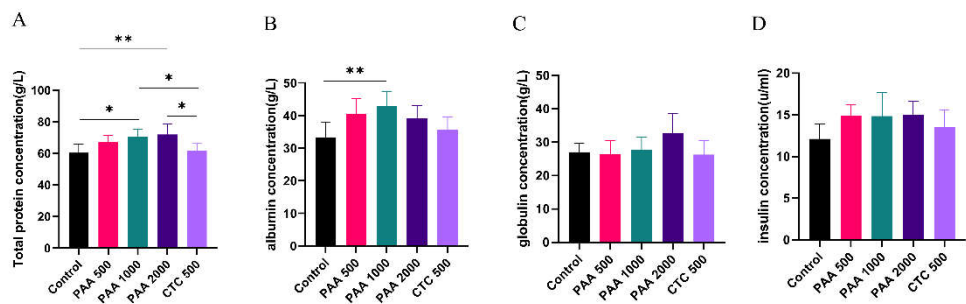 A
B
C
D
**
*
*
*
Total protein concentration(g/L)
100
80
60
40
20
0
Control
PAA 500
PAA 1000
PAA 2000
CTC 500
**
albumin concentration(g/L)
50
40
30
20
10
0
Control
PAA 500
PAA 1000
PAA 2000
CTC 500
globulin concentration(g/L)
50
40
30
20
10
0
Control
PAA 500
PAA 1000
PAA 2000
CTC 500
insulin concentration(u/ml)
20
15
10
5
0
Control
PAA 500
PAA 1000
PAA 2000
CTC 500